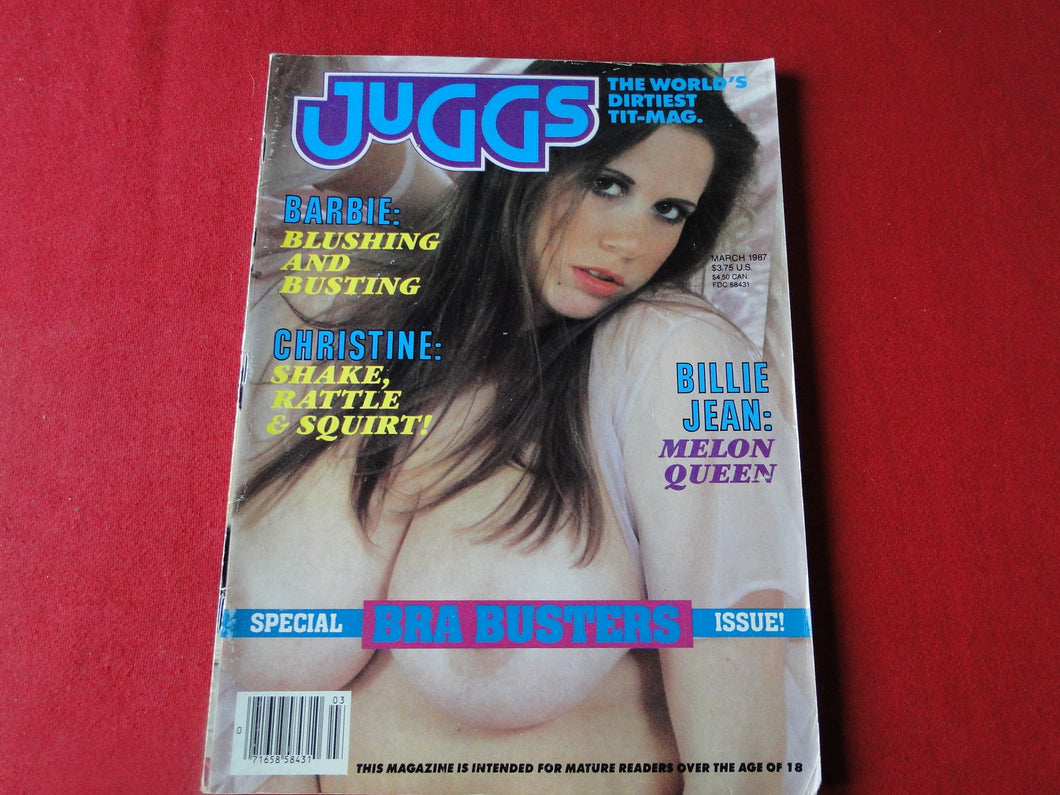 JUGGS
THE WORLD'S
DIRTIEST
TIT-MAG.
BARBIE:
BLUSHING
AND
BUSTING
MARCH 1987
$3.75 U.S.
$4.50 CAN.
FDC 58431
CHRISTINE:
SHAKE,
RATTLE
& SQUIRT!
BILLIE
JEAN:
MELON
QUEEN
SPECIAL BRA BUSTERS ISSUE!
03
0 71658 58431
THIS MAGAZINE IS INTENDED FOR MATURE READERS OVER THE AGE OF 18